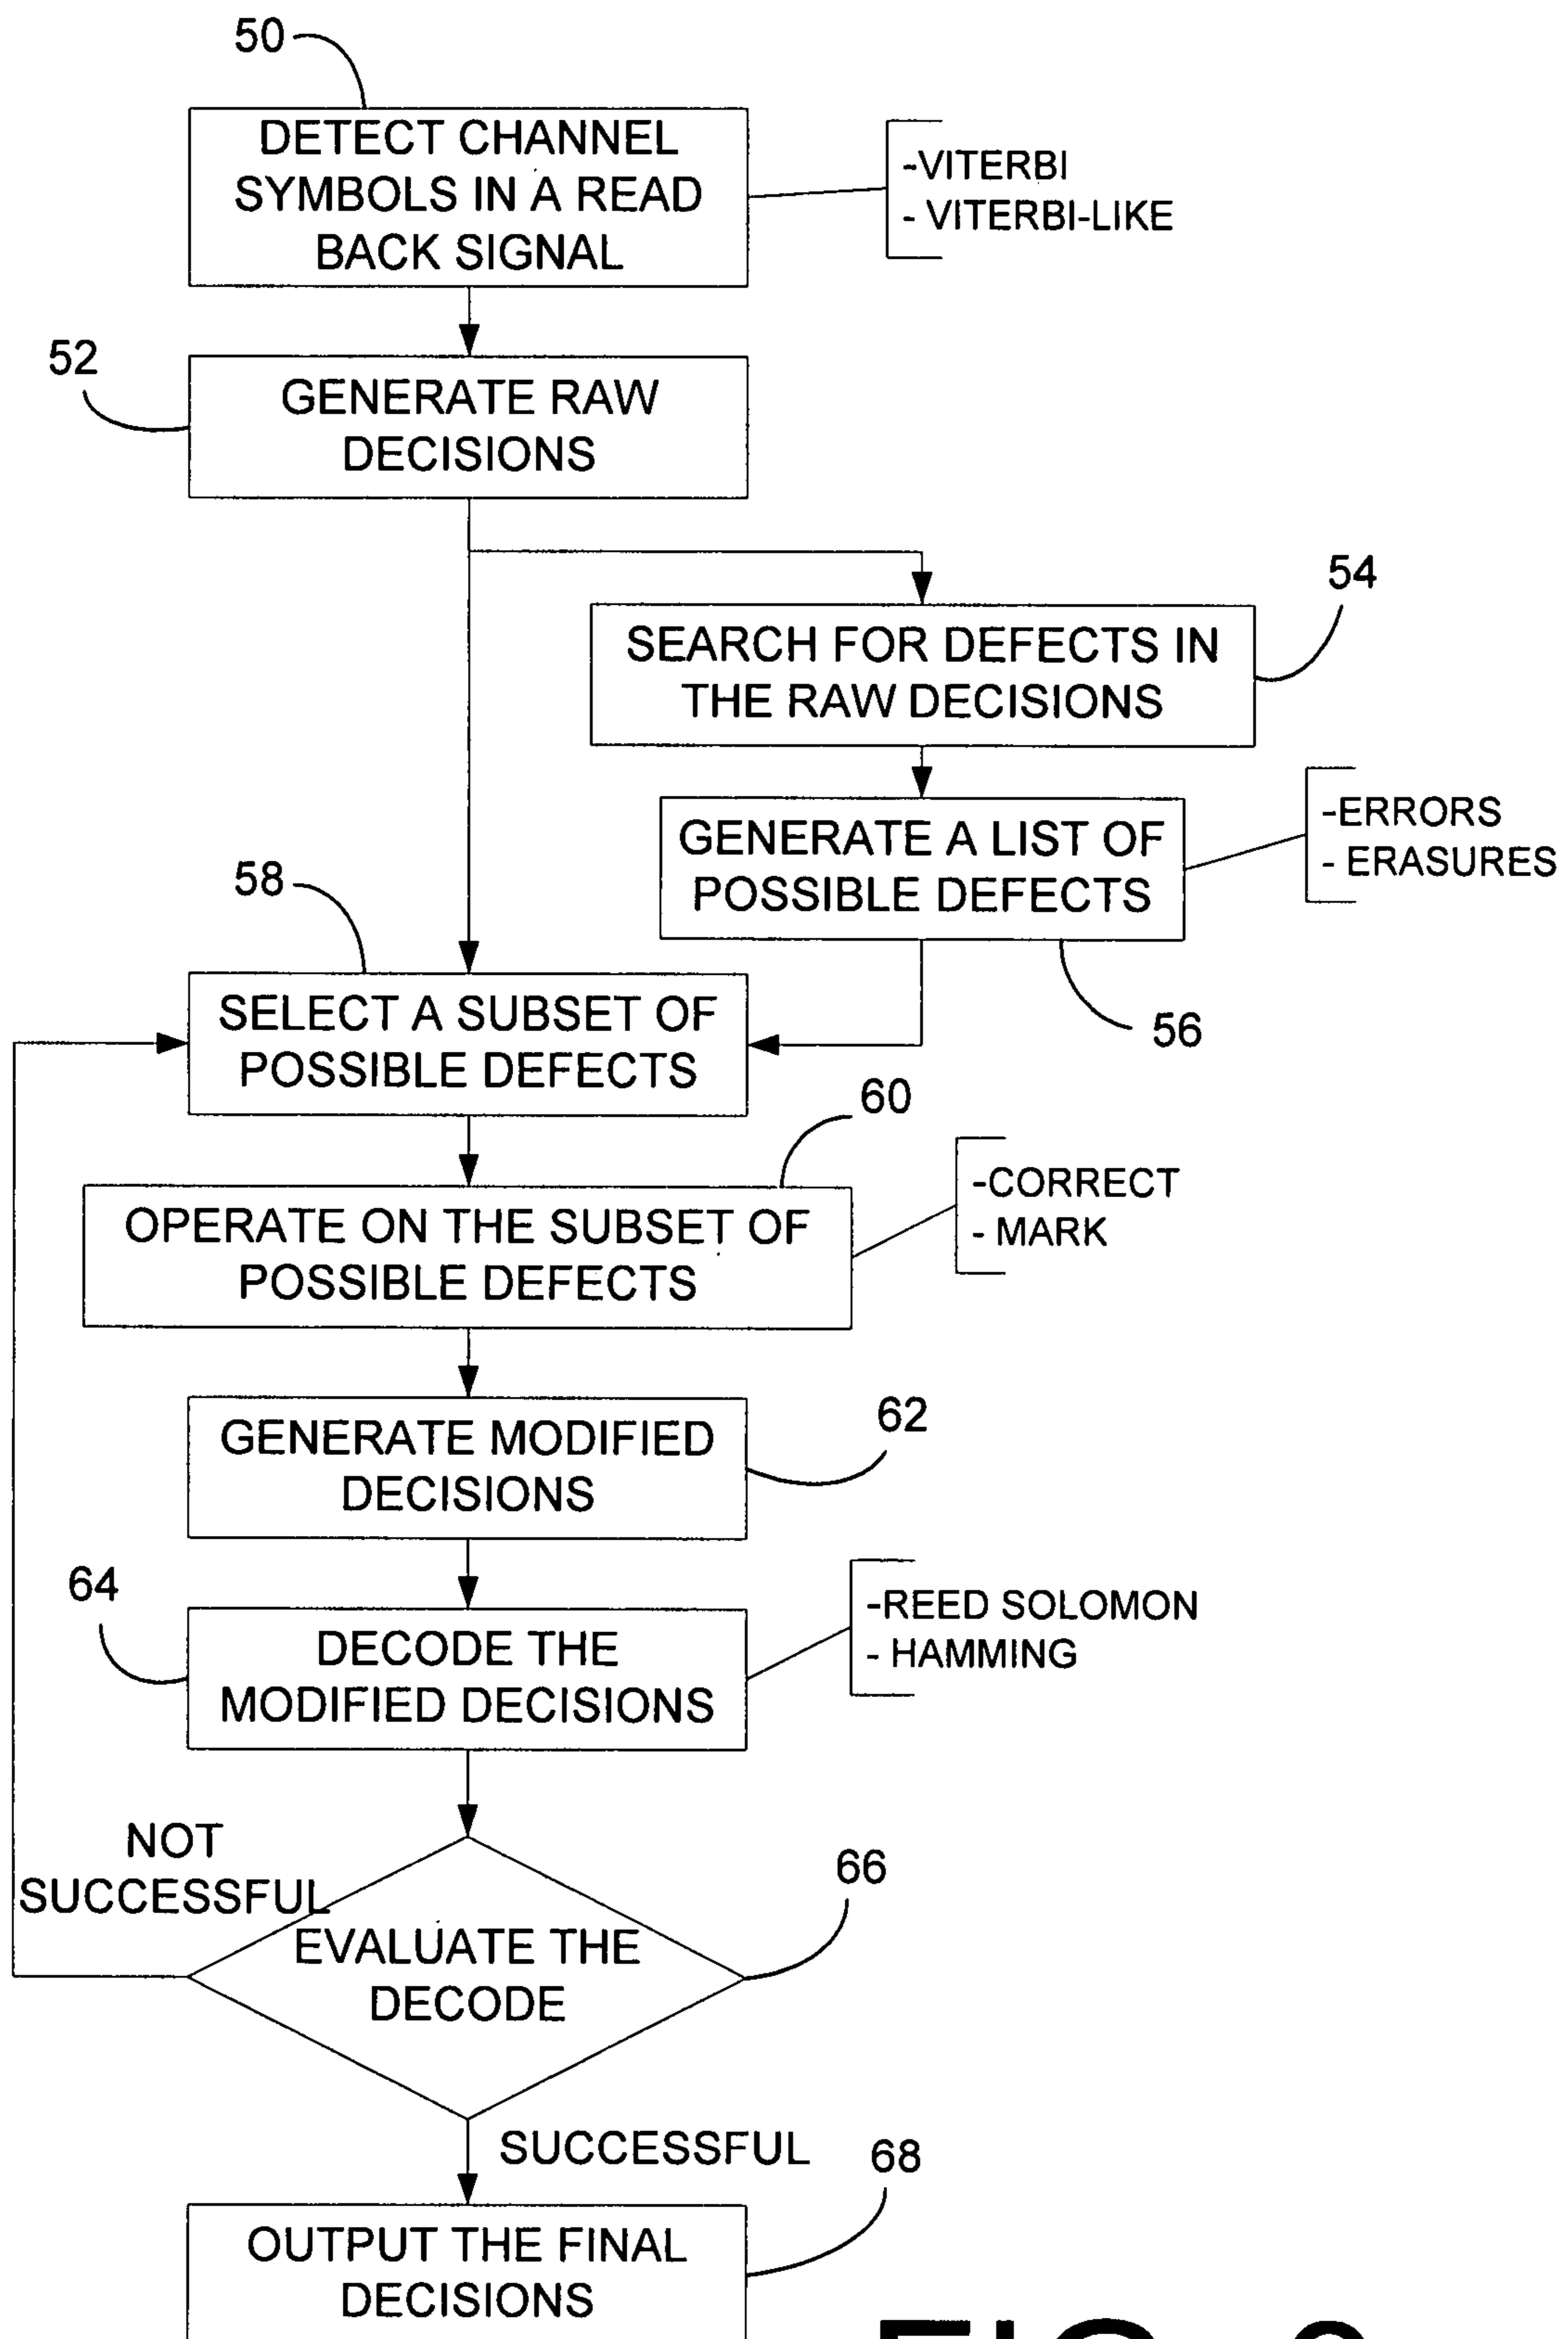 50
DETECT CHANNEL
SYMBOLS IN A READ
BACK SIGNAL
-VITERBI
- VITERBI-LIKE
52
GENERATE RAW
DECISIONS
54
SEARCH FOR DEFECTS IN
THE RAW DECISIONS
GENERATE A LIST OF
POSSIBLE DEFECTS
-ERRORS
- ERASURES
56
58
SELECT A SUBSET OF
POSSIBLE DEFECTS
60
OPERATE ON THE SUBSET OF
POSSIBLE DEFECTS
-CORRECT
- MARK
62
GENERATE MODIFIED
DECISIONS
64
DECODE THE
MODIFIED DECISIONS
-REED SOLOMON
- HAMMING
NOT
SUCCESSFUL
66
EVALUATE THE
DECODE
SUCCESSFUL
68
OUTPUT THE FINAL
DECISIONS